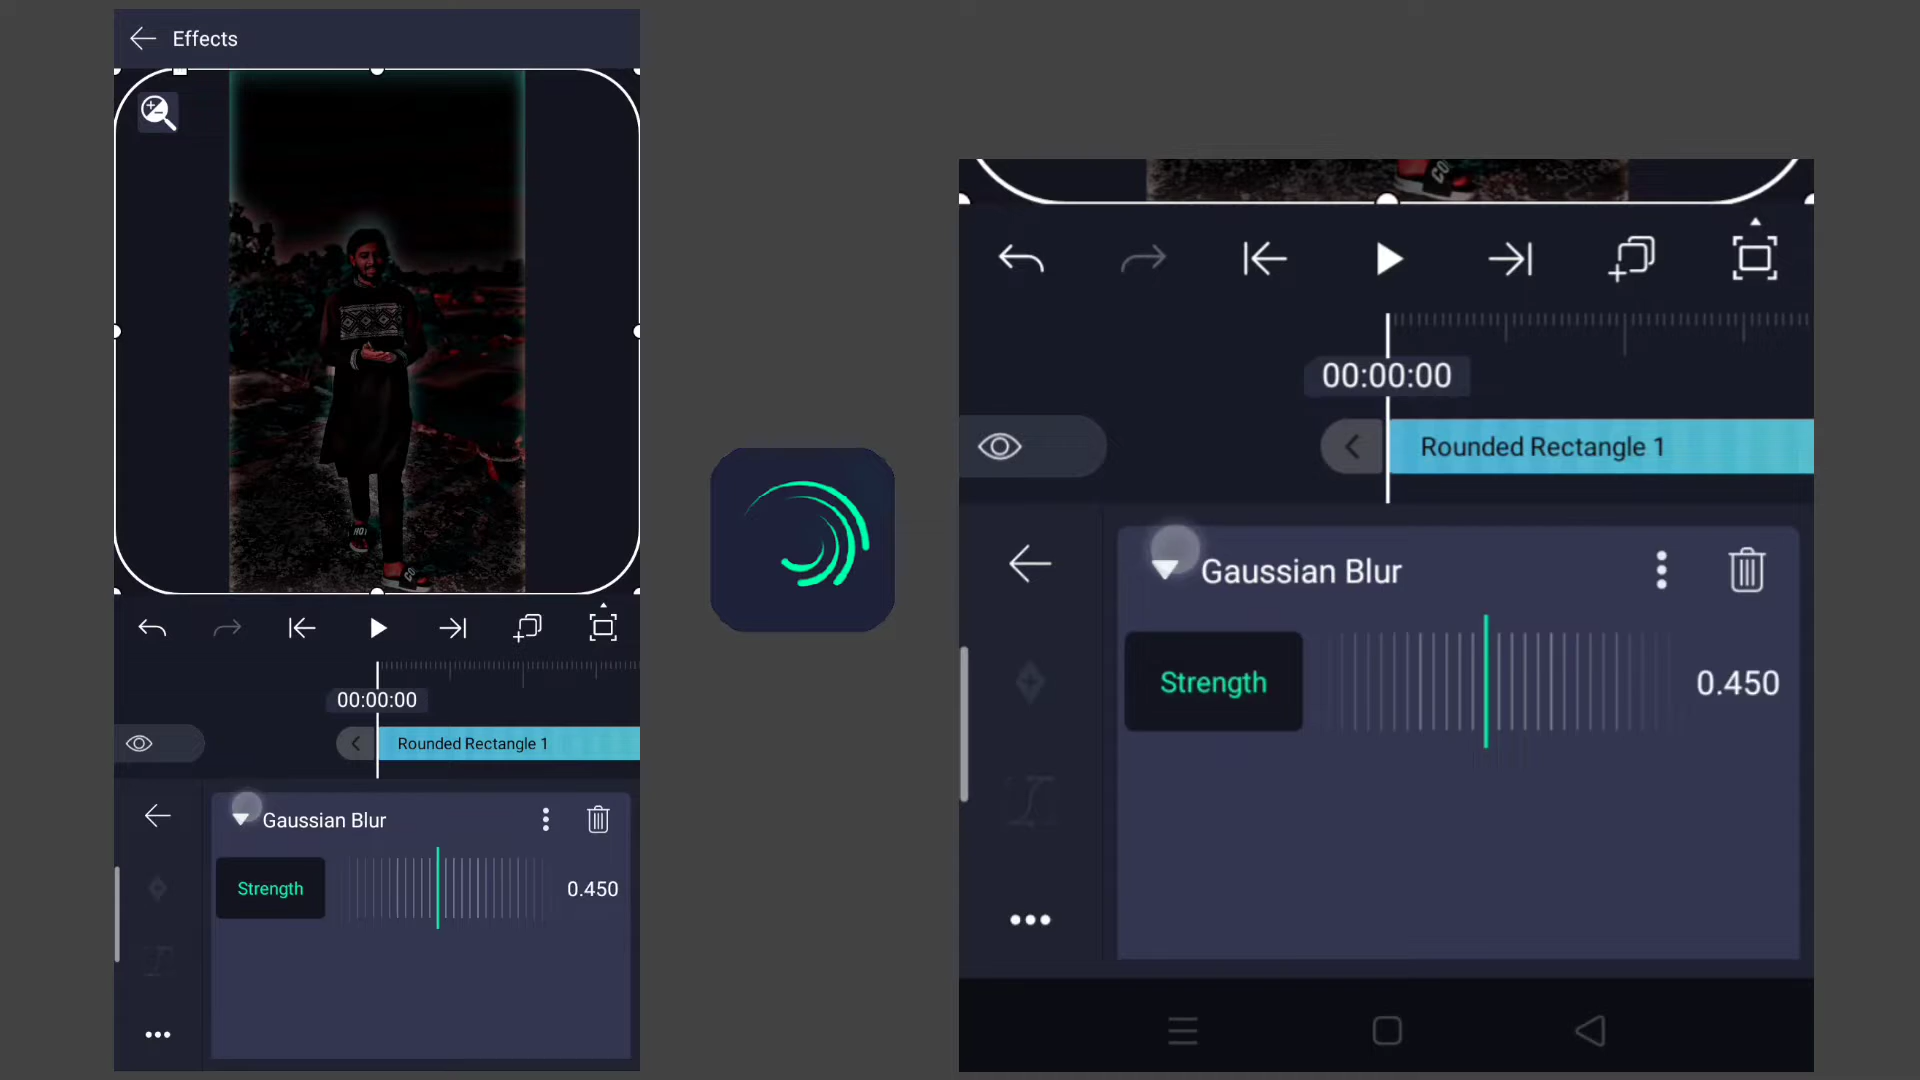 Effects
00:00:00
Rounded Rectangle 1
Gaussian Blur
Strength
0.450
00:00:00
Rounded Rectangle 1
Gaussian Blur
Strength
0.450